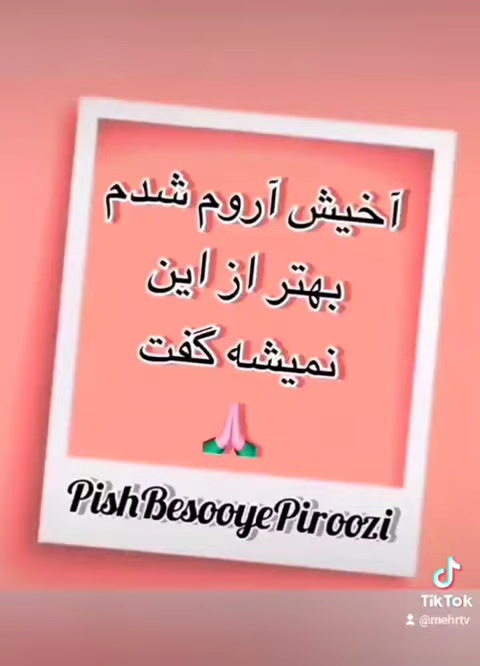 آخیش آروم شدم
بهتر از این
نمیشه گفت
PishBesooyePiroozi
TikTok
@mehrtv